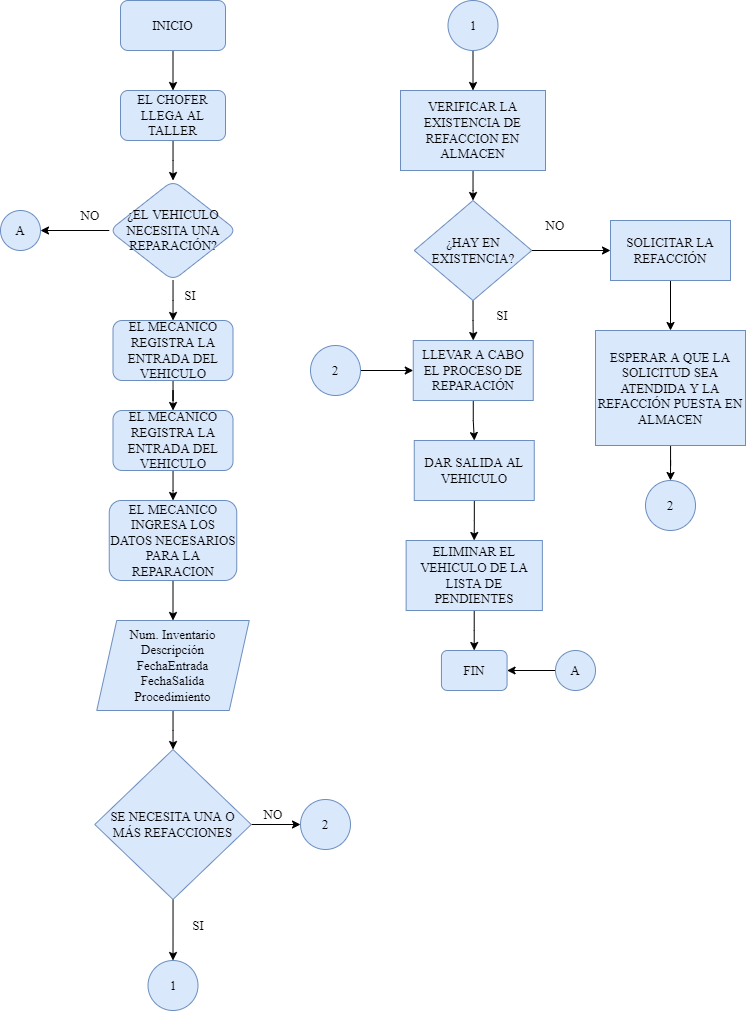 INICIO
EL CHOFER
LLEGA AL
TALLER
¿EL VEHICULO
NECESITA UNA
REPARACIÓN?
NO
A
SI
EL MECANICO
REGISTRA LA
ENTRADA DEL
VEHICULO
EL MECANICO
REGISTRA LA
ENTRADA DEL
VEHICULO
EL MECANICO
INGRESA LOS
DATOS NECESARIOS
PARA LA
REPARACION
Num. Inventario
Descripción
FechaEntrada
FechaSalida
Procedimiento
SE NECESITA UNA O
MÁS REFACCIONES
NO
2
SI
1
1
VERIFICAR LA
EXISTENCIA DE
REFACCION EN
ALMACEN
¿HAY EN
EXISTENCIA?
NO
SOLICITAR LA
REFACCIÓN
ESPERAR A QUE LA
SOLICITUD SEA
ATENDIDA Y LA
REFACCIÓN PUESTA EN
ALMACEN
2
SI
2
LLEVAR A CABO
EL PROCESO DE
REPARACIÓN
DAR SALIDA AL
VEHICULO
ELIMINAR EL
VEHICULO DE LA
LISTA DE
PENDIENTES
FIN
A